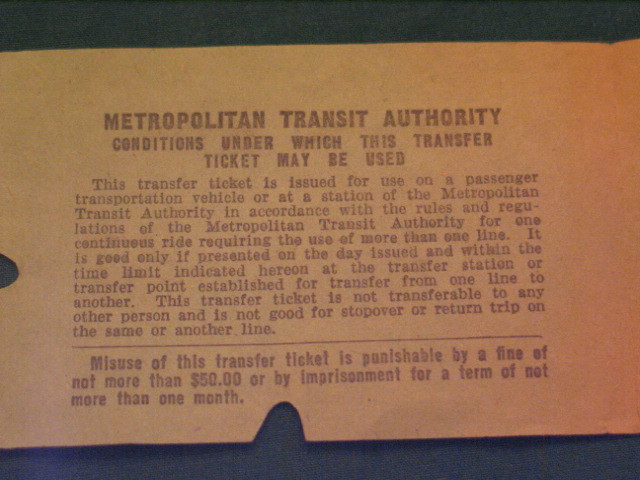 METROPOLITAN TRANSIT AUTHORITY
CONDITIONS UNDER WHICH THIS TRANSFER
TICKET MAY BE USED
This transfer ticket is issued for use on a passenger
transportation vehicle or at a station of the Metropolitan
Transit Authority in accordance with the rules and regu-
lations of the Metropolitan Transit Authority for one
continuous ride requiring the use of more than one line. It
is good only if presented on the day issued and within the
time limit indicated hereon at the transfer station or
transfer point established for transfer from one line to
another. This transfer ticket is not transferable to any
other person and is not good for stopover or return trip on
the same or another line.
Misuse of this transfer ticket is punishable by a fine of
not more than $50.00 or by imprisonment for a term of not
more than one month.